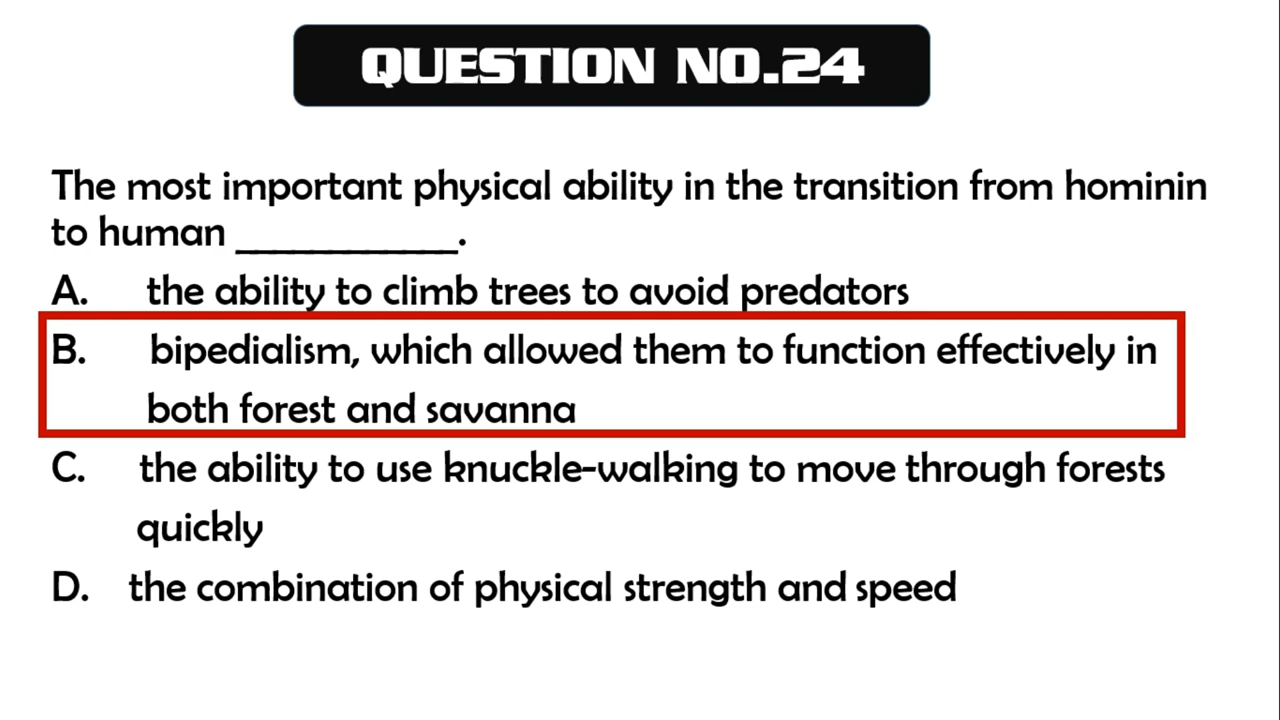 QUESTION NO.24
The most important physical ability in the transition from hominin
to human ____________.
A. the ability to climb trees to avoid predators
B. bipedialism, which allowed them to function effectively in
both forest and savanna
C. the ability to use knuckle-walking to move through forests
quickly
D. the combination of physical strength and speed